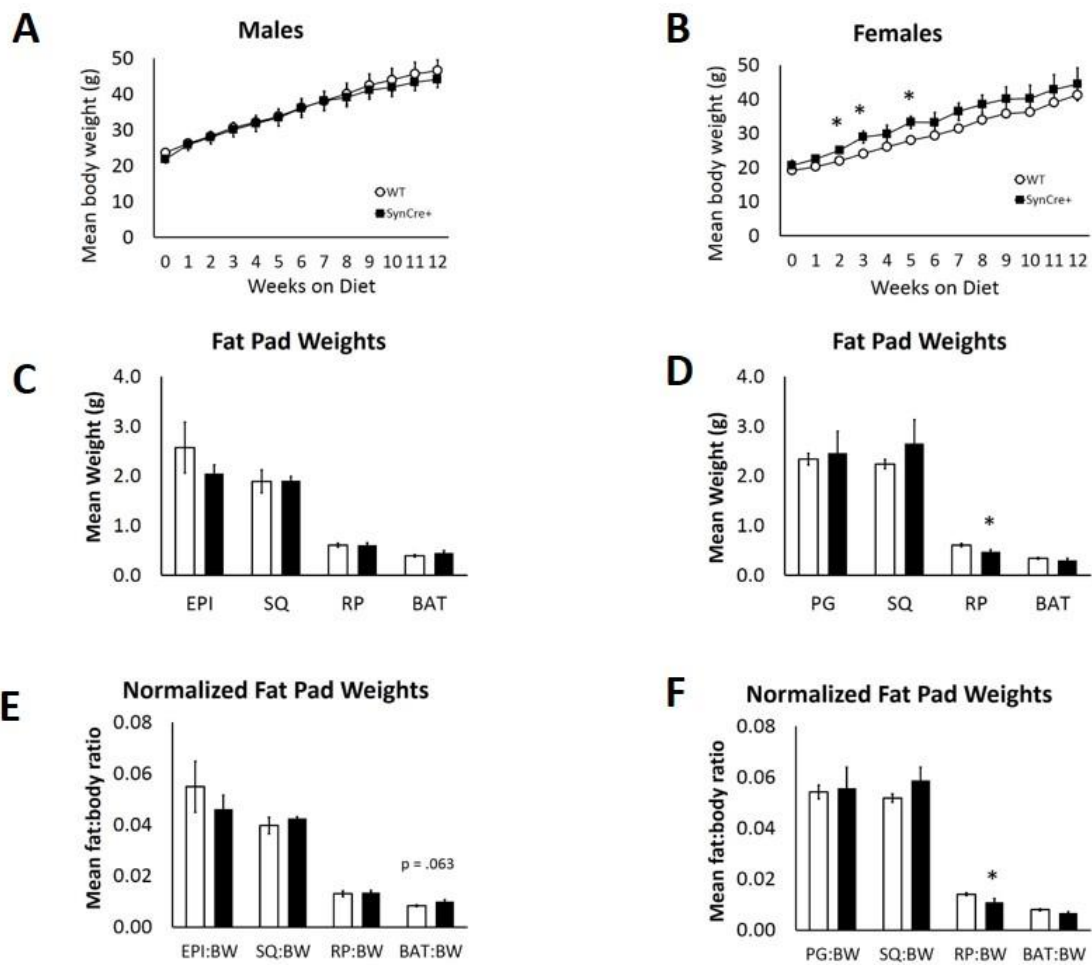 A
Males
Mean body weight (g)
50
40
30
20
10
0
WT
SynCre+
0 1 2 3 4 5 6 7 8 9 10 11 12
Weeks on Diet
B
Females
Mean body weight (g)
50
40
30
20
10
0
* * *
WT
SynCre+
0 1 2 3 4 5 6 7 8 9 10 11 12
Weeks on Diet
C
Fat Pad Weights
Mean Weight (g)
4.0
3.0
2.0
1.0
0.0
EPI SQ RP BAT
D
Fat Pad Weights
Mean Weight (g)
4.0
3.0
2.0
1.0
0.0
*
PG SQ RP BAT
E
Normalized Fat Pad Weights
Mean fat:body ratio
0.08
0.06
0.04
0.02
0.00
p = .063
EPI:BW SQ:BW RP:BW BAT:BW
F
Normalized Fat Pad Weights
Mean fat:body ratio
0.08
0.06
0.04
0.02
0.00
*
PG:BW SQ:BW RP:BW BAT:BW